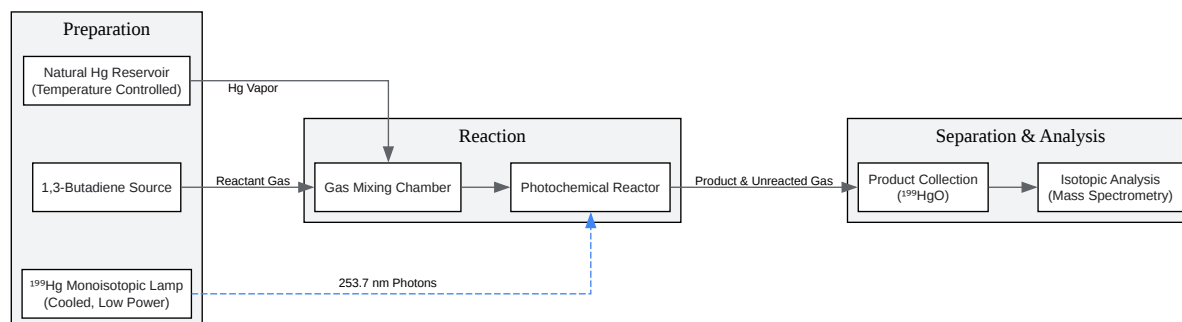 Preparation
Natural Hg Reservoir
(Temperature Controlled)
Hg Vapor
1,3-Butadiene Source
Reactant Gas
¹⁹⁹Hg Monoisotopic Lamp
(Cooled, Low Power)
253.7 nm Photons
Reaction
Gas Mixing Chamber
Photochemical Reactor
Product & Unreacted Gas
Separation & Analysis
Product Collection
(¹⁹⁹HgO)
Isotopic Analysis
(Mass Spectrometry)